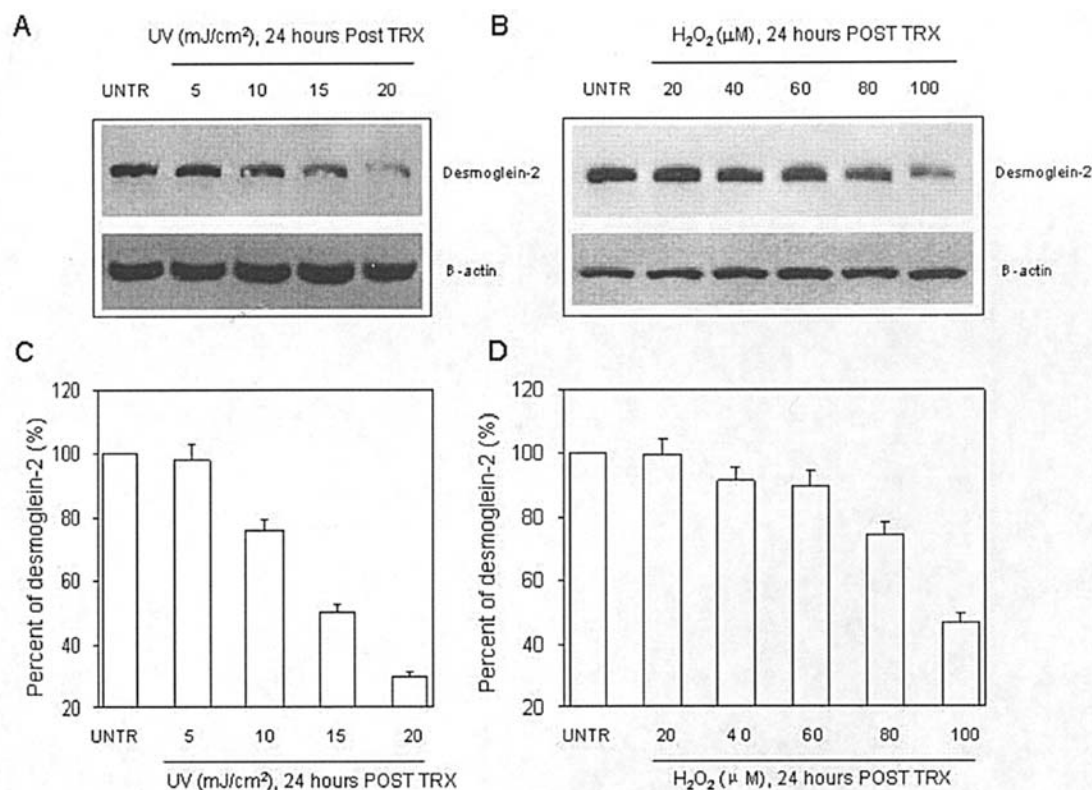 A
UV (mJ/cm²), 24 hours Post TRX
UNTR 5 10 15 20
Desmoglein-2
β-actin
B
H₂O₂ (μM), 24 hours POST TRX
UNTR 20 40 60 80 100
Desmoglein-2
β-actin
C
Percent of desmoglein-2 (%)
120
100
80
60
40
20
UNTR 5 10 15 20
UV (mJ/cm²), 24 hours POST TRX
D
Percent of desmoglein-2 (%)
120
100
80
60
40
20
UNTR 20 40 60 80 100
H₂O₂ (μ M), 24 hours POST TRX